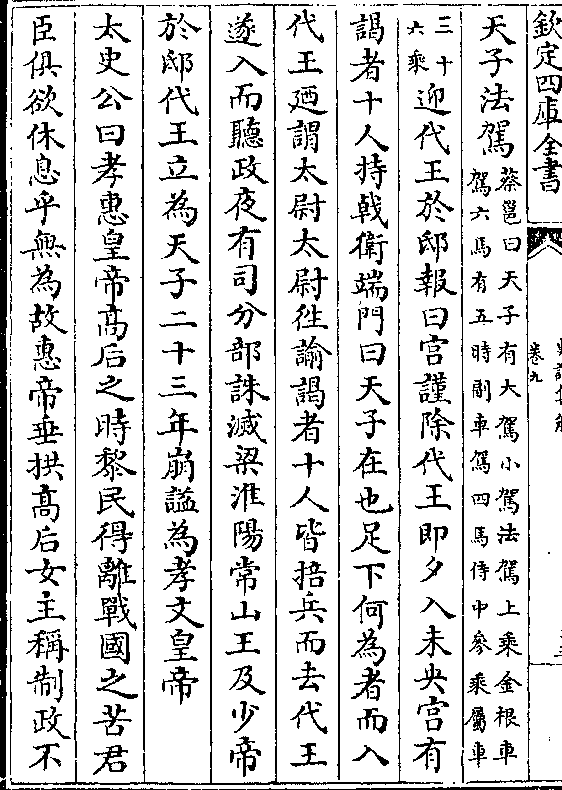 欽定四庫全書
卷九
天子法駕蔡邕曰天子有大駕小駕法駕上乘金根車
駕六馬有五時副車駕四馬侍中參乘屬車
三十
六乘迎代王於邸報曰宮謹除代王即夕入未央宮有
謁者十人持戟衛端門曰天子在也足下何為者而入
代王廼謂太尉太尉徃諭謁者十人皆掊兵而去代王
遂入而聽政夜有司分部誅滅梁淮陽常山王及少帝
於邸代王立為天子二十三年崩諡為孝文皇帝
太史公曰孝惠皇帝髙后之時黎民得離戰國之苦君
臣俱欲休息乎無為故惠帝垂拱髙后女主稱制政不